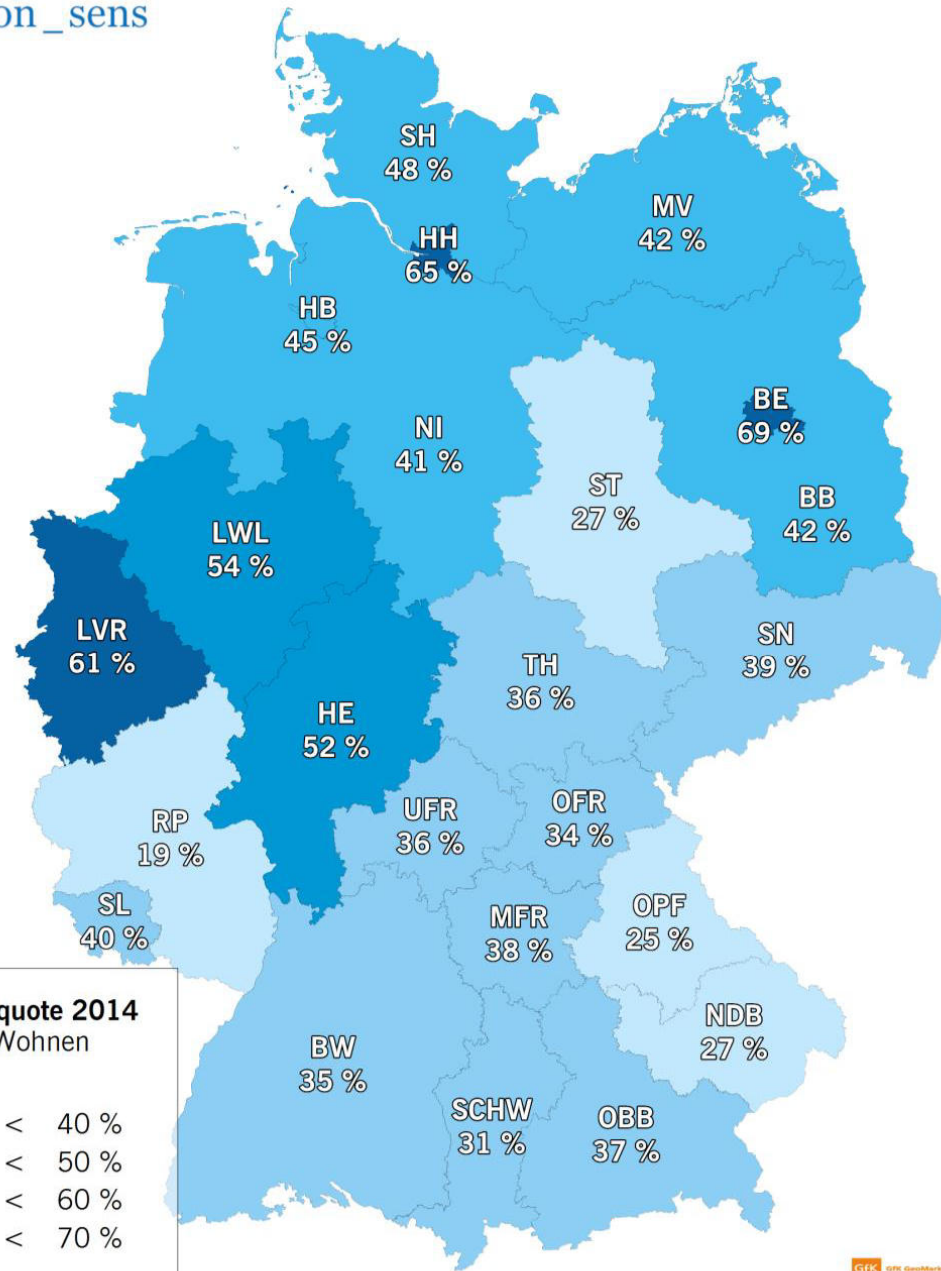 on_sens
SH
48 %
MV
42 %
HH
65 %
HB
45 %
BE
69 %
NI
41 %
ST
27 %
BB
42 %
LWL
54 %
LVR
61 %
SN
39 %
TH
36 %
HE
52 %
UFR
36 %
OFR
34 %
RP
19 %
SL
40 %
MFR
38 %
OPF
25 %
NDB
27 %
BW
35 %
SCHW
31 %
OBB
37 %
quote 2014
Wohnen
< 40 %
< 50 %
< 60 %
< 70 %
GfK GfK GeoMark